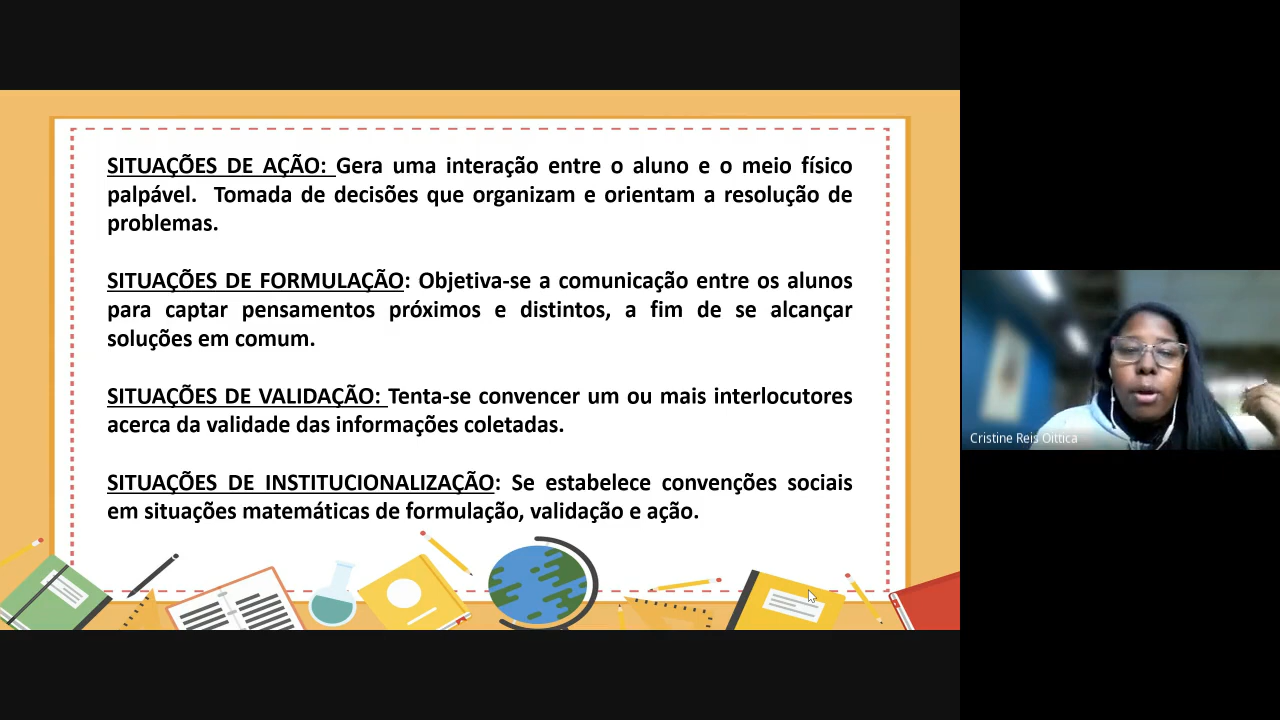 SITUAÇÕES DE AÇÃO: Gera uma interação entre o aluno e o meio físico
palpável. Tomada de decisões que organizam e orientam a resolução de
problemas.
SITUAÇÕES DE FORMULAÇÃO: Objetiva-se a comunicação entre os alunos
para captar pensamentos próximos e distintos, a fim de se alcançar
soluções em comum.
SITUAÇÕES DE VALIDAÇÃO: Tenta-se convencer um ou mais interlocutores
acerca da validade das informações coletadas.
SITUAÇÕES DE INSTITUCIONALIZAÇÃO: Se estabelece convenções sociais
em situações matemáticas de formulação, validação e ação.
Cristine Reis Oittica